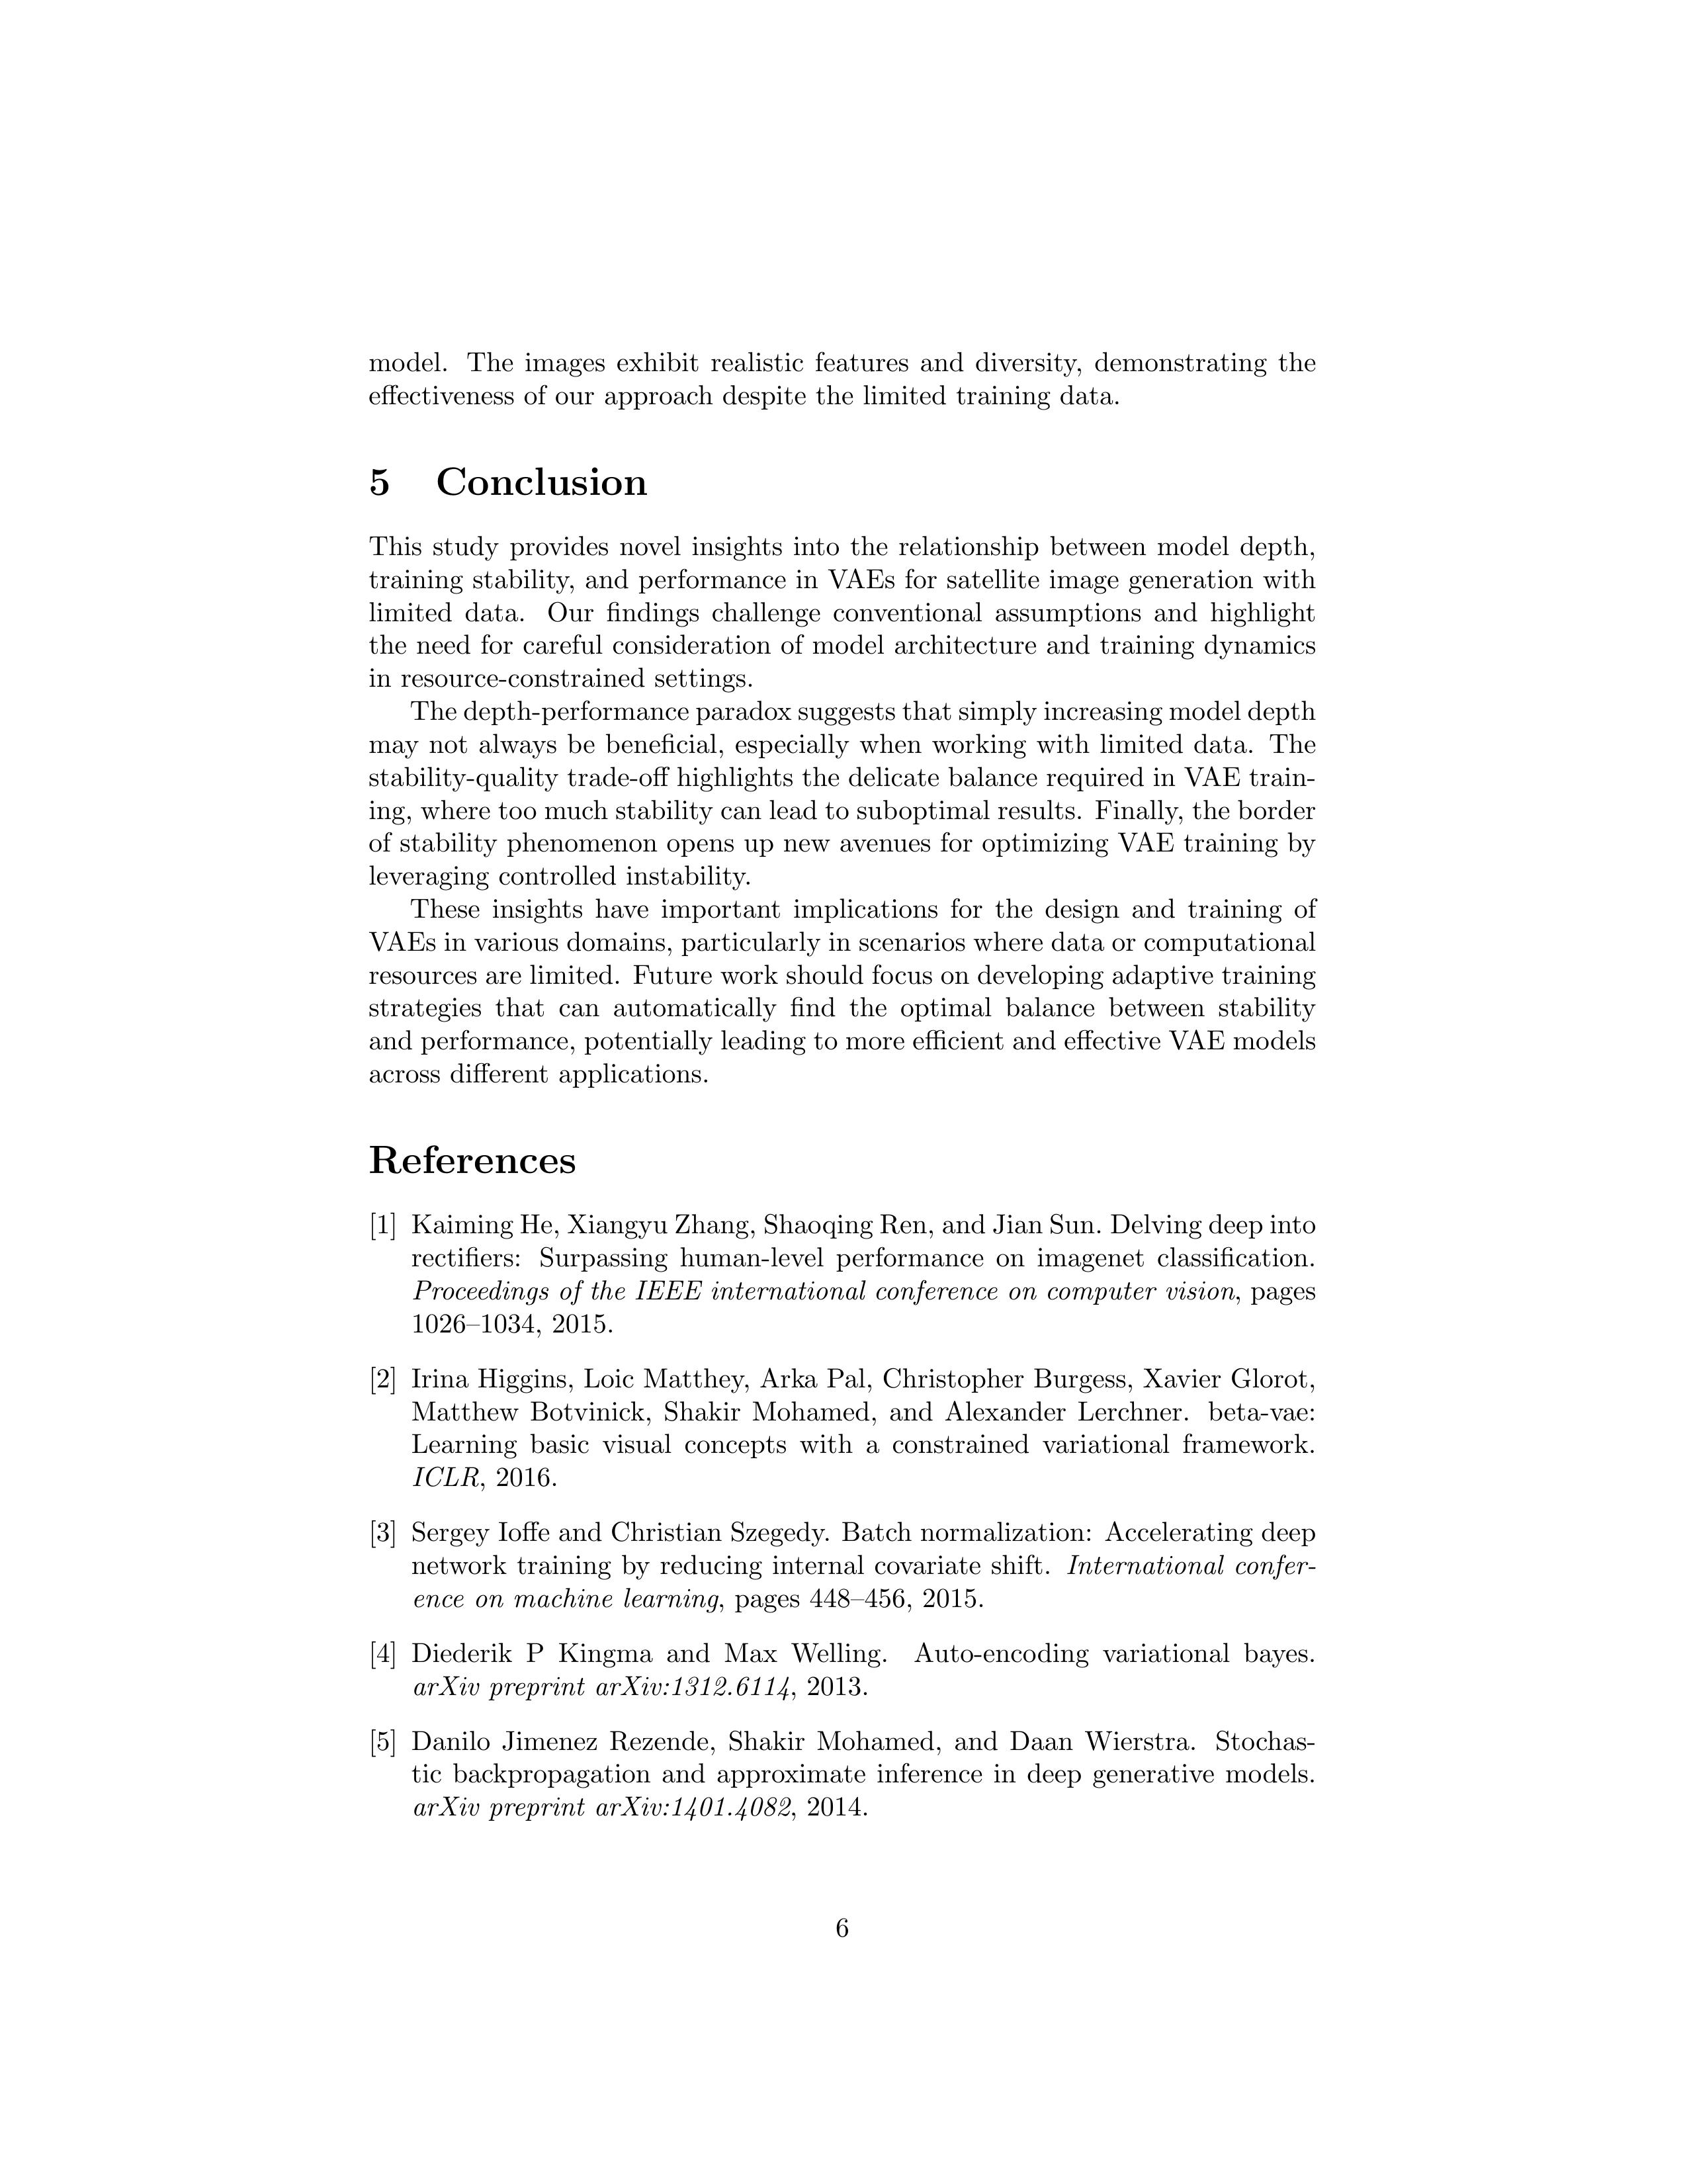 model. The images exhibit realistic features and diversity, demonstrating the
effectiveness of our approach despite the limited training data.
5 Conclusion
This study provides novel insights into the relationship between model depth,
training stability, and performance in VAEs for satellite image generation with
limited data. Our findings challenge conventional assumptions and highlight
the need for careful consideration of model architecture and training dynamics
in resource-constrained settings.
The depth-performance paradox suggests that simply increasing model depth
may not always be beneficial, especially when working with limited data. The
stability-quality trade-off highlights the delicate balance required in VAE train-
ing, where too much stability can lead to suboptimal results. Finally, the border
of stability phenomenon opens up new avenues for optimizing VAE training by
leveraging controlled instability.
These insights have important implications for the design and training of
VAEs in various domains, particularly in scenarios where data or computational
resources are limited. Future work should focus on developing adaptive training
strategies that can automatically find the optimal balance between stability
and performance, potentially leading to more efficient and effective VAE models
across different applications.
References
[1] Kaiming He, Xiangyu Zhang, Shaoqing Ren, and Jian Sun. Delving deep into
rectifiers: Surpassing human-level performance on imagenet classification.
Proceedings of the IEEE international conference on computer vision, pages
1026–1034, 2015.
[2] Irina Higgins, Loic Matthey, Arka Pal, Christopher Burgess, Xavier Glorot,
Matthew Botvinick, Shakir Mohamed, and Alexander Lerchner. beta-vae:
Learning basic visual concepts with a constrained variational framework.
ICLR, 2016.
[3] Sergey Ioffe and Christian Szegedy. Batch normalization: Accelerating deep
network training by reducing internal covariate shift. International confer-
ence on machine learning, pages 448–456, 2015.
[4] Diederik P Kingma and Max Welling. Auto-encoding variational bayes.
arXiv preprint arXiv:1312.6114, 2013.
[5] Danilo Jimenez Rezende, Shakir Mohamed, and Daan Wierstra. Stochas-
tic backpropagation and approximate inference in deep generative models.
arXiv preprint arXiv:1401.4082, 2014.
6